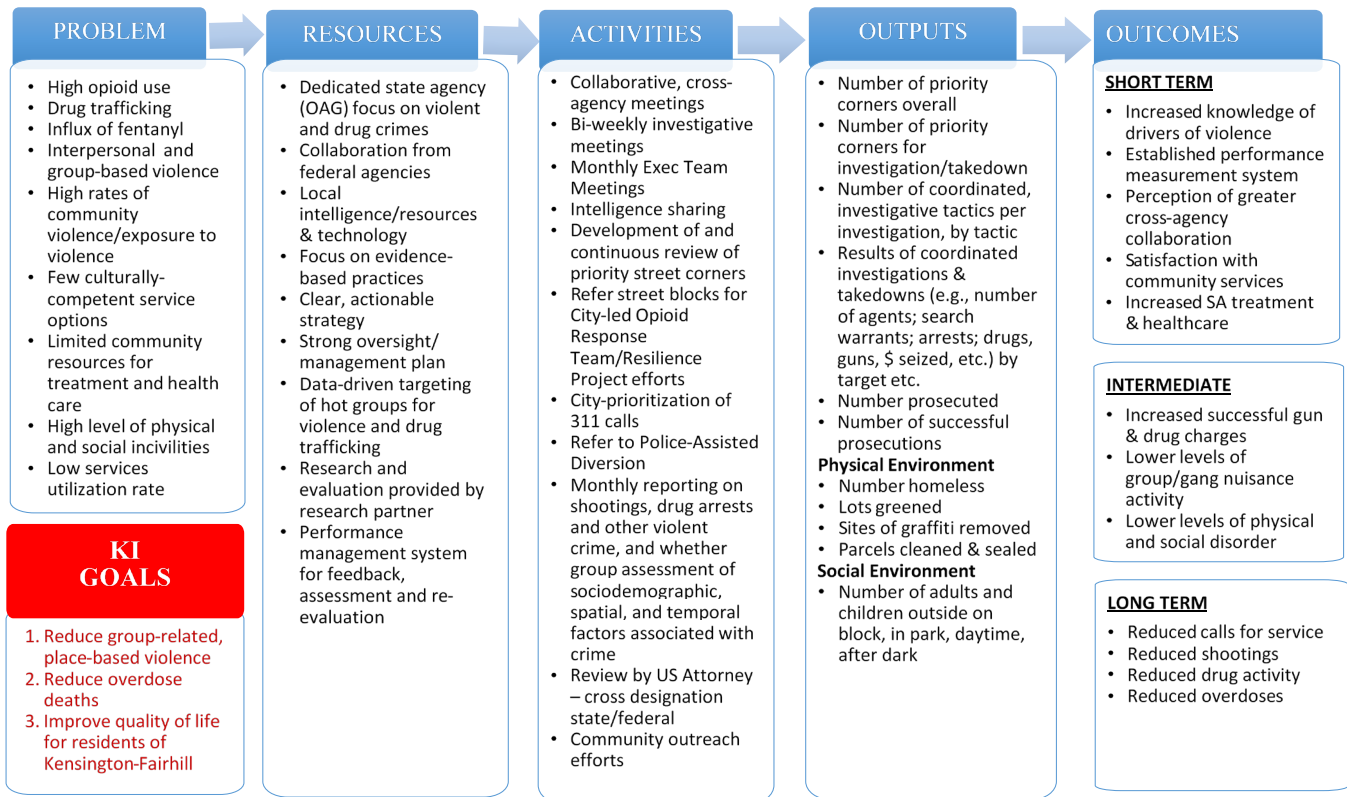 PROBLEM
• High opioid use
• Drug trafficking
• Influx of fentanyl
• Interpersonal and
group-based violence
• High rates of
community
violence/exposure to
violence
• Few culturally-
competent service
options
• Limited community
resources for
treatment and health
care
• High level of physical
and social incivilities
• Low services
utilization rate
KI
GOALS
1. Reduce group-related,
place-based violence
2. Reduce overdose
deaths
3. Improve quality of life
for residents of
Kensington-Fairhill
RESOURCES
• Dedicated state agency
(OAG) focus on violent
and drug crimes
• Collaboration from
federal agencies
• Local
intelligence/resources
& technology
• Focus on evidence-
based practices
• Clear, actionable
strategy
• Strong oversight/
management plan
• Data-driven targeting
of hot groups for
violence and drug
trafficking
• Research and
evaluation provided by
research partner
• Performance
management system
for feedback,
assessment and re-
evaluation
ACTIVITIES
• Collaborative, cross-
agency meetings
• Bi-weekly investigative
meetings
• Monthly Exec Team
Meetings
• Intelligence sharing
• Development of and
continuous review of
priority street corners
• Refer street blocks for
City-led Opioid
Response
Team/Resilience
Project efforts
• City-prioritization of
311 calls
• Refer to Police-Assisted
Diversion
• Monthly reporting on
shootings, drug arrests
and other violent
crime, and whether
group assessment of
sociodemographic,
spatial, and temporal
factors associated with
crime
• Review by US Attorney
– cross designation
state/federal
• Community outreach
efforts
OUTPUTS
• Number of priority
corners overall
• Number of priority
corners for
investigation/takedown
• Number of coordinated,
investigative tactics per
investigation, by tactic
• Results of coordinated
investigations &
takedowns (e.g., number
of agents; search
warrants; arrests; drugs,
guns, $ seized, etc.) by
target etc.
• Number prosecuted
• Number of successful
prosecutions
Physical Environment
• Number homeless
• Lots greened
• Sites of graffiti removed
• Parcels cleaned & sealed
Social Environment
• Number of adults and
children outside on
block, in park, daytime,
after dark
OUTCOMES
SHORT TERM
• Increased knowledge of
drivers of violence
• Established performance
measurement system
• Perception of greater
cross-agency
collaboration
• Satisfaction with
community services
• Increased SA treatment
& healthcare
INTERMEDIATE
• Increased successful gun
& drug charges
• Lower levels of
group/gang nuisance
activity
• Lower levels of physical
and social disorder
LONG TERM
• Reduced calls for service
• Reduced shootings
• Reduced drug activity
• Reduced overdoses